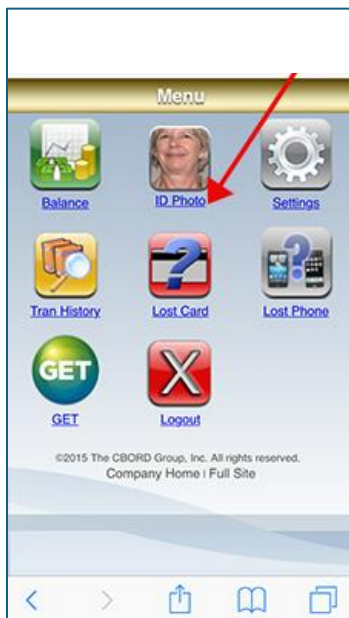 Menu
Balance
ID Photo
Settings
Tran History
Lost Card
Lost Phone
GET
GET
Logout
©2015 The CBORD Group, Inc. All rights reserved.
Company Home | Full Site